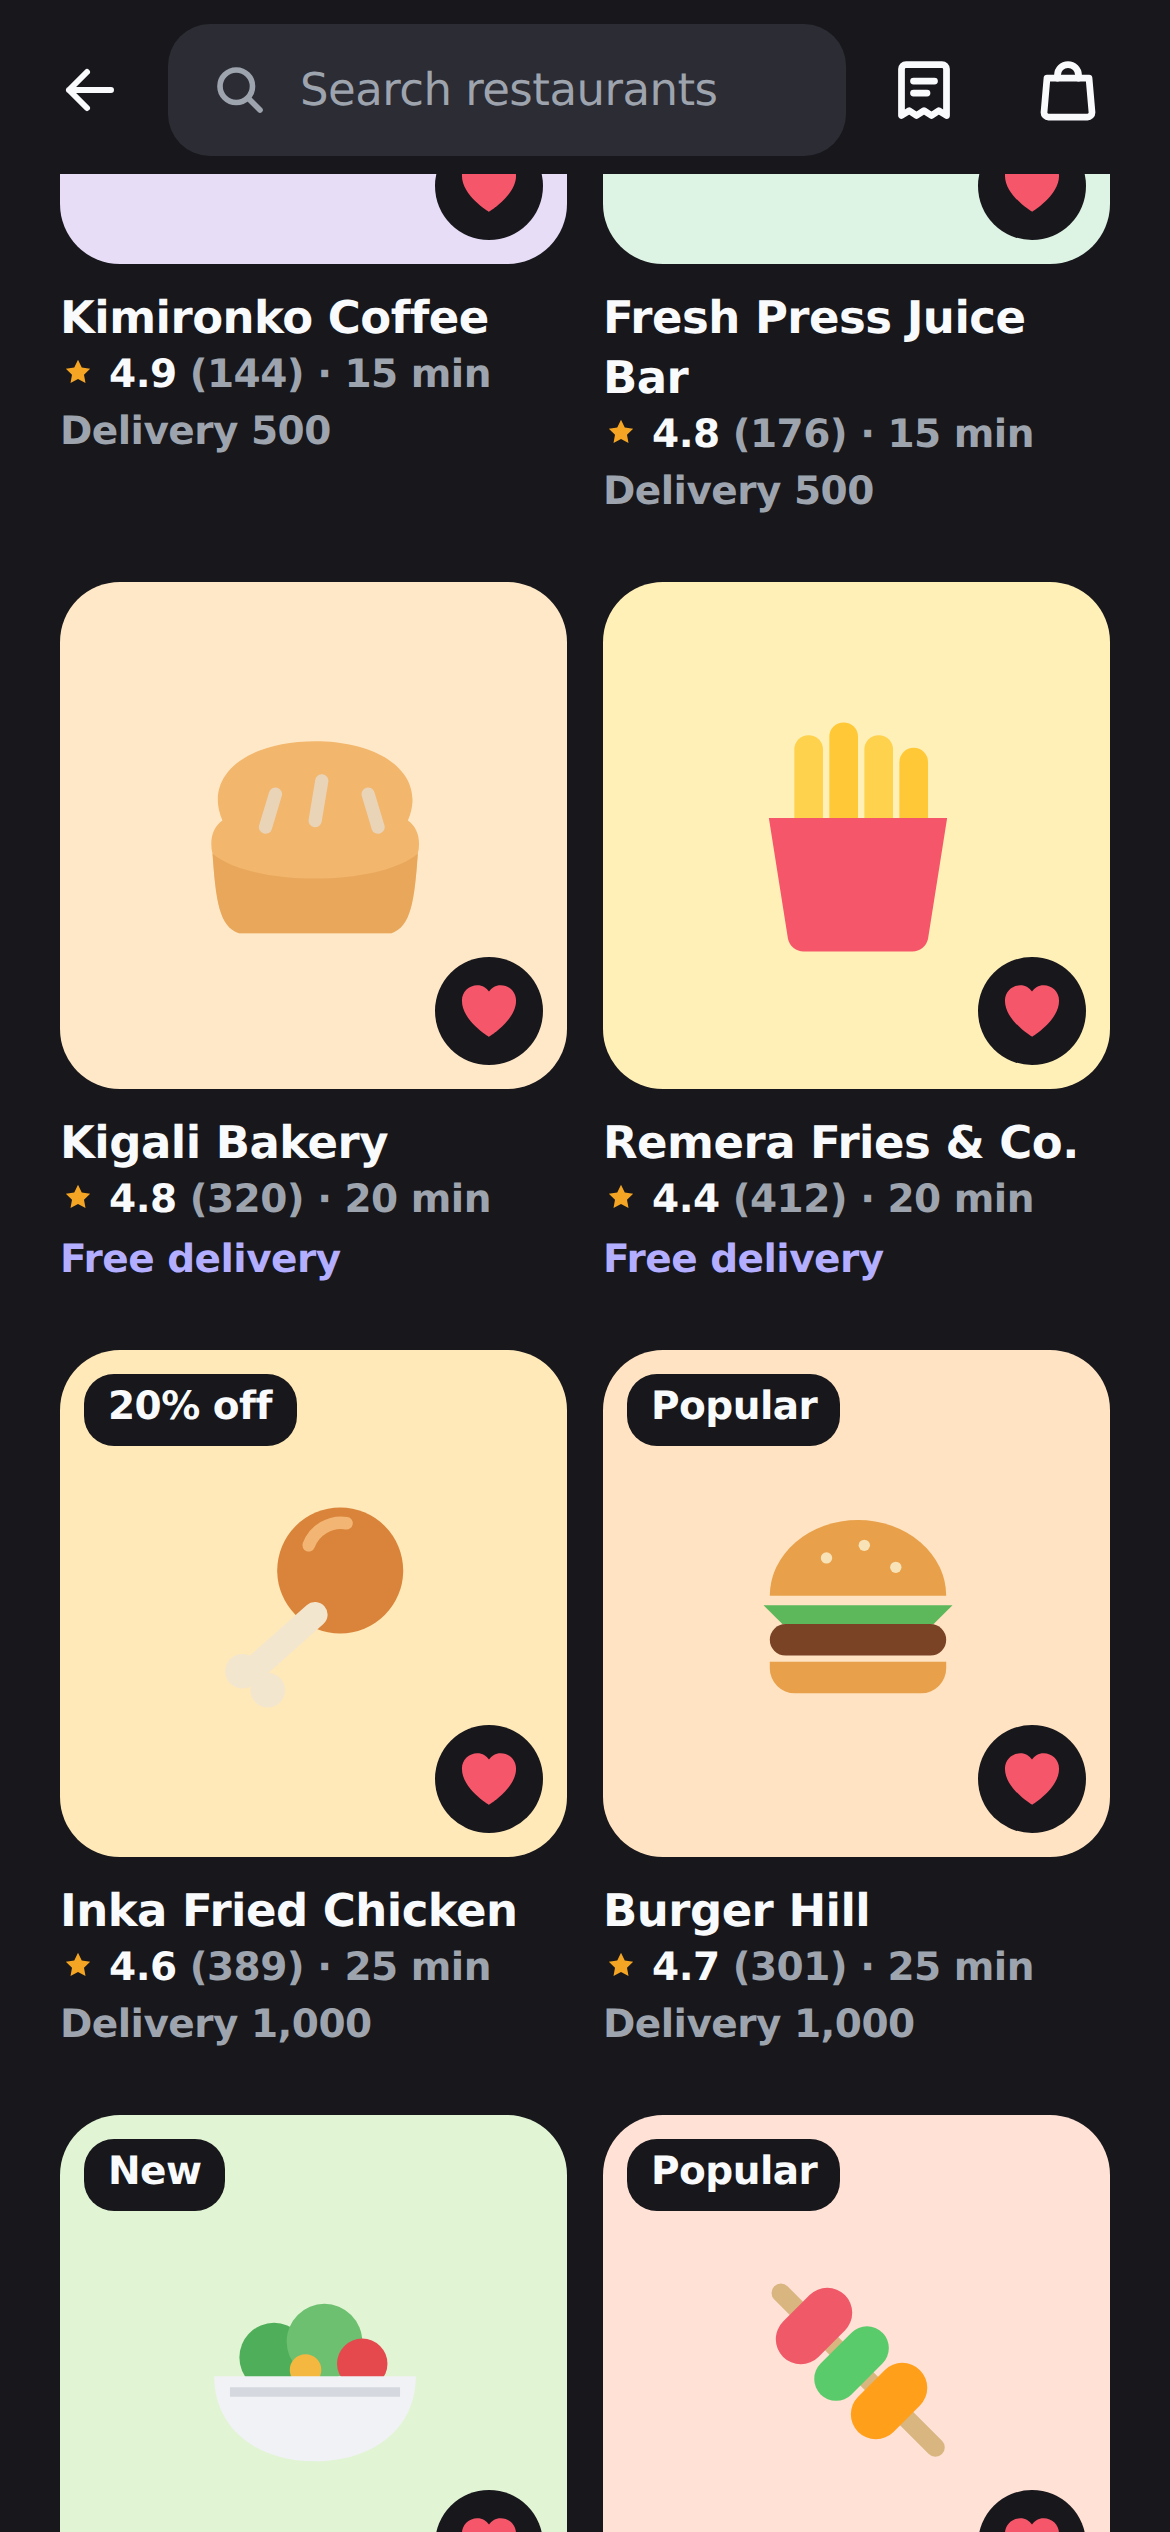 Search restaurants
Kimironko Coffee
4.9 (144) · 15 min
Delivery 500
Fresh Press Juice
Bar
4.8 (176) · 15 min
Delivery 500
Kigali Bakery
4.8 (320) · 20 min
Free delivery
Remera Fries & Co.
4.4 (412) · 20 min
Free delivery
20% off
Inka Fried Chicken
4.6 (389) · 25 min
Delivery 1,000
Popular
Burger Hill
4.7 (301) · 25 min
Delivery 1,000
New
Popular